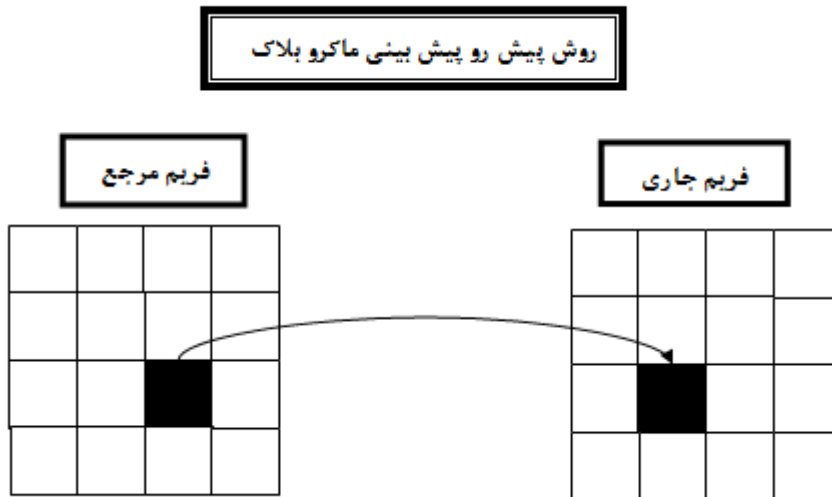 روش پیش رو پیش بینی ماکرو بلاک
فریم مرجع
فریم جاری